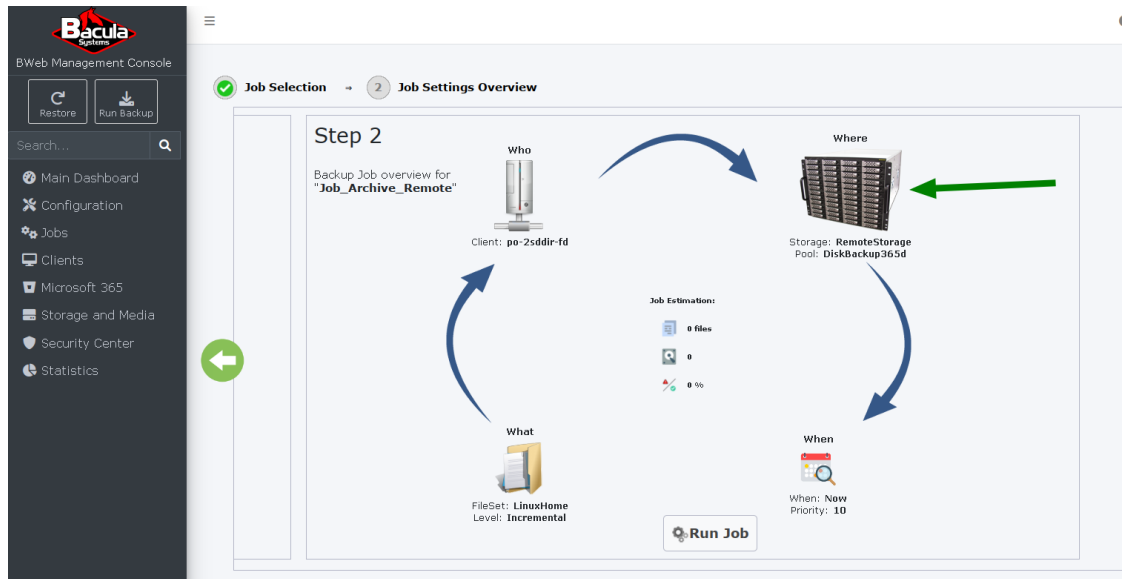 Bacula
Systems
BWeb Management Console
Restore
Run Backup
Search...
Main Dashboard
Configuration
Jobs
Clients
Microsoft 365
Storage and Media
Security Center
Statistics
Job Selection → 2 Job Settings Overview
Step 2
Backup Job overview for
"Job_Archive_Remote"
Who
Client: po-2sddir-fd
Where
Storage: RemoteStorage
Pool: DiskBackup365d
Job Estimation:
0 files
0
0 %
What
FileSet: LinuxHome
Level: Incremental
When
When: Now
Priority: 10
Run Job